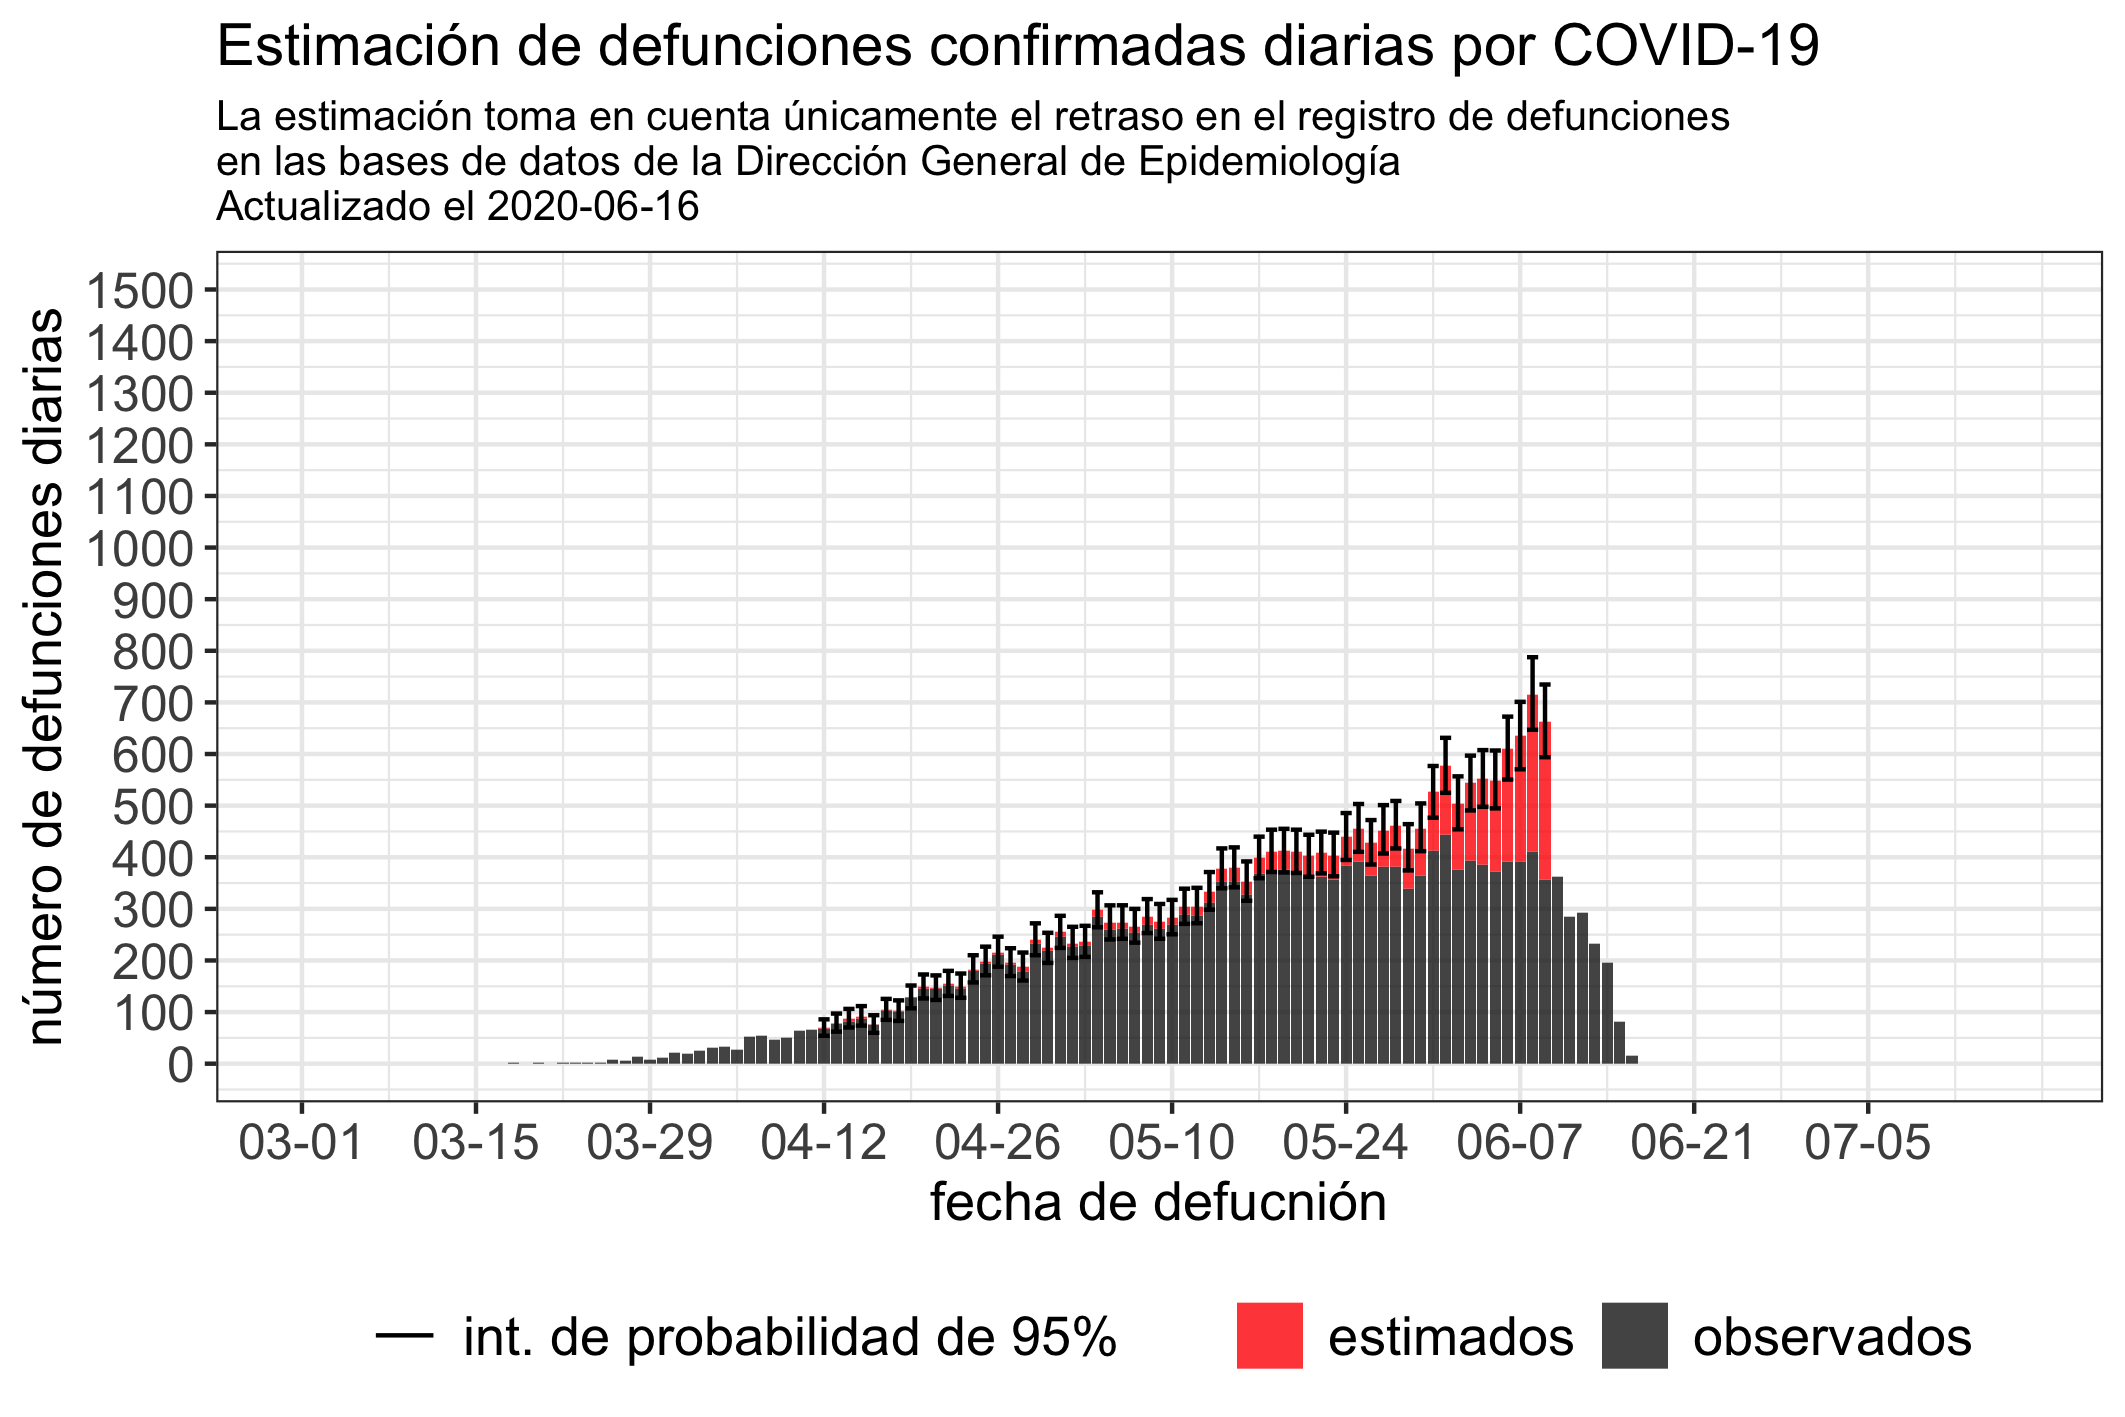 Estimación de defunciones confirmadas diarias por COVID-19
La estimación toma en cuenta únicamente el retraso en el registro de defunciones
en las bases de datos de la Dirección General de Epidemiología
Actualizado el 2020-06-16
número de defunciones diarias
1500
1400
1300
1200
1100
1000
900
800
700
600
500
400
300
200
100
0
03-01 03-15 03-29 04-12 04-26 05-10 05-24 06-07 06-21 07-05
fecha de defucnión
int. de probabilidad de 95% estimados observados